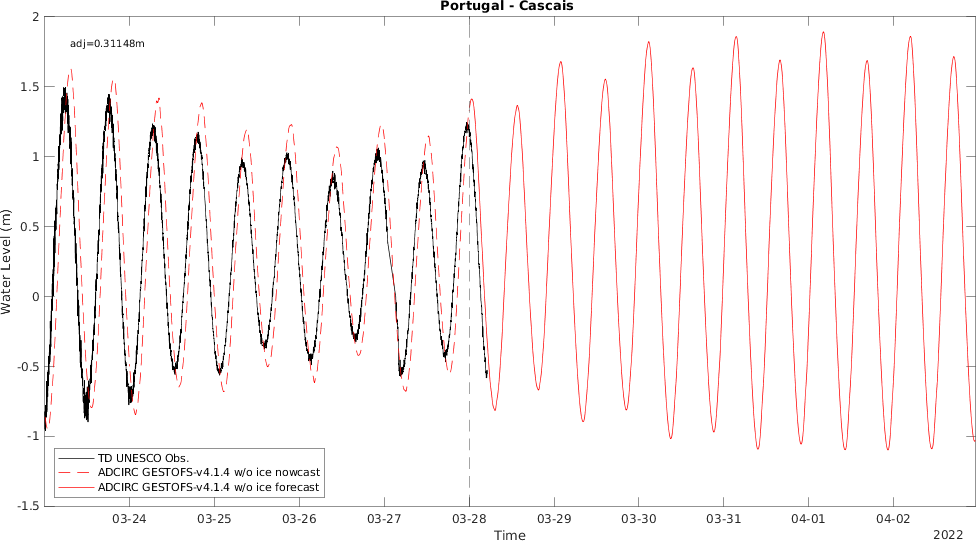 Portugal - Cascais
adj=0.31148m
Water Level (m)
2
1.5
1
0.5
0
-0.5
-1
-1.5
TD UNESCO Obs.
ADCIRC GESTOFS-v4.1.4 w/o ice nowcast
ADCIRC GESTOFS-v4.1.4 w/o ice forecast
03-24 03-25 03-26 03-27 03-28 03-29 03-30 03-31 04-01 04-02
Time
2022